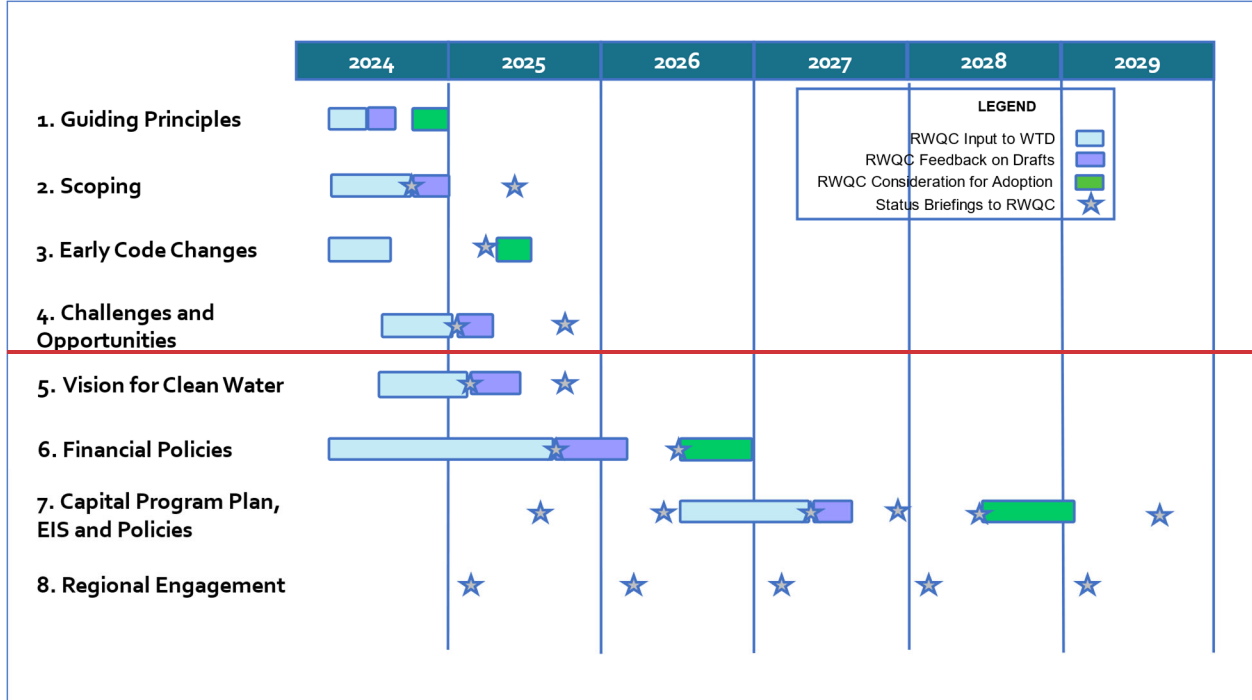 2024 2025 2026 2027 2028 2029
LEGEND
RWQC Input to WTD
RWQC Feedback on Drafts
RWQC Consideration for Adoption
Status Briefings to RWQC
1. Guiding Principles
2. Scoping
3. Early Code Changes
4. Challenges and
Opportunities
5. Vision for Clean Water
6. Financial Policies
7. Capital Program Plan,
EIS and Policies
8. Regional Engagement